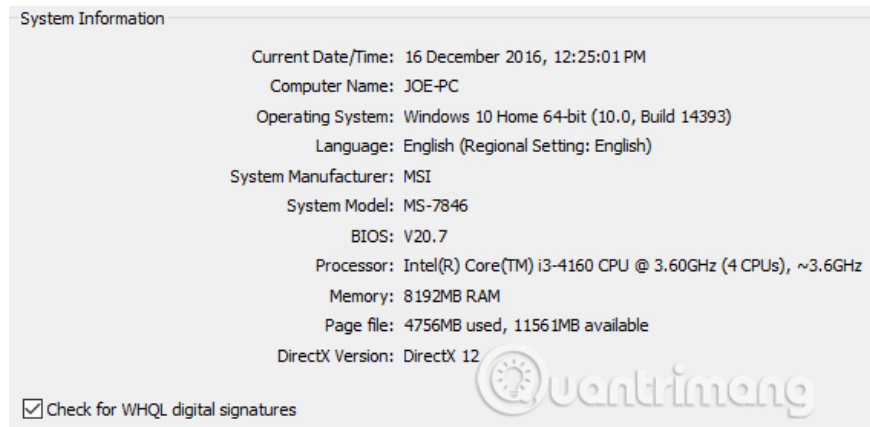 System Information
Current Date/Time: 16 December 2016, 12:25:01 PM
Computer Name: JOE-PC
Operating System: Windows 10 Home 64-bit (10.0, Build 14393)
Language: English (Regional Setting: English)
System Manufacturer: MSI
System Model: MS-7846
BIOS: V20.7
Processor: Intel(R) Core(TM) i3-4160 CPU @ 3.60GHz (4 CPUs), ~3.6GHz
Memory: 8192MB RAM
Page file: 4756MB used, 11561MB available
DirectX Version: DirectX 12
Quantrimang
Check for WHQL digital signatures